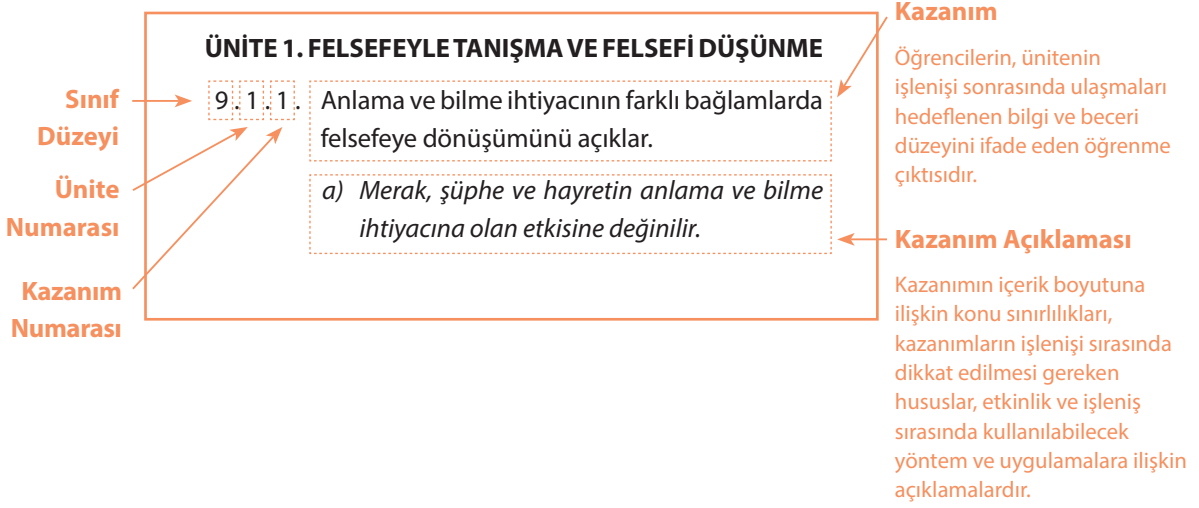 Kazanım
Öğrencilerin, ünitenin
işlenişi sonrasında ulaşmaları
hedeflenen bilgi ve beceri
düzeyini ifade eden öğrenme
çıktısıdır.
ÜNİTE 1. FELSEFEYLE TANIŞMA VE FELSEFİ DÜŞÜNME
Sınıf
Düzeyi
9.1.1. Anlama ve bilme ihtiyacının farklı bağlamlarda
felsefeye dönüşümünü açıklar.
Ünite
Numarası
a) Merak, şüphe ve hayretin anlama ve bilme
ihtiyacına olan etkisine değinilir.
Kazanım
Numarası
Kazanım Açıklaması
Kazanımın içerik boyutuna
ilişkin konu sınırlılıkları,
kazanımların işlenişi sırasında
dikkat edilmesi gereken
hususlar, etkinlik ve işleniş
sırasında kullanılabilecek
yöntem ve uygulamalara ilişkin
açıklamalardır.